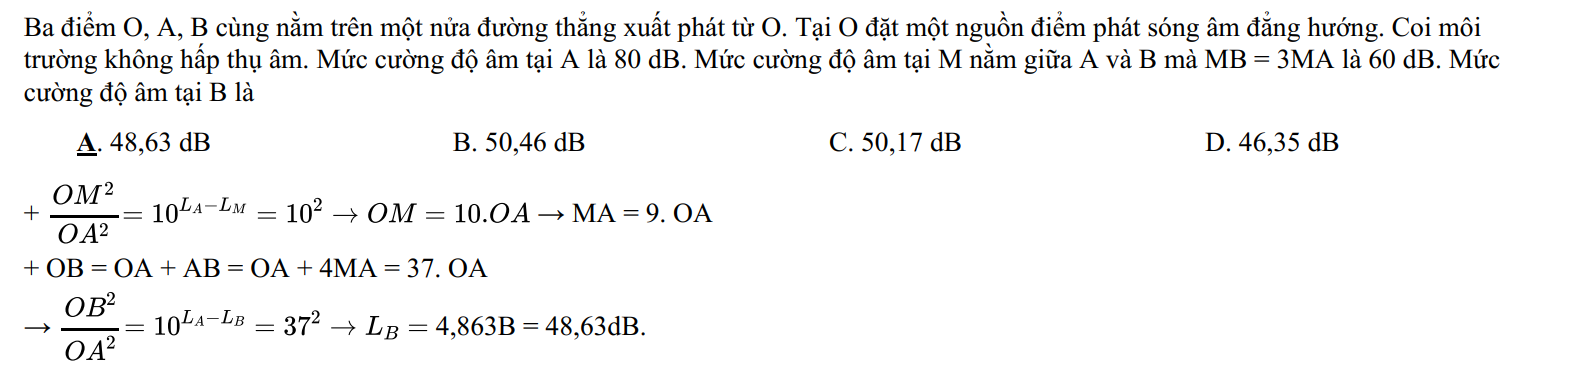 Ba điểm O, A, B cùng nằm trên một nửa đường thẳng xuất phát từ O. Tại O đặt một nguồn điểm phát sóng âm đẳng hướng. Coi môi
trường không hấp thụ âm. Mức cường độ âm tại A là 80 dB. Mức cường độ âm tại M nằm giữa A và B mà MB = 3MA là 60 dB. Mức
cường độ âm tại B là
A. 48,63 dB B. 50,46 dB C. 50,17 dB D. 46,35 dB
+ \frac{OM^2}{OA^2} = 10^{L_A-L_M} = 10^2 → OM = 10.OA → MA = 9. OA
+ OB = OA + AB = OA + 4MA = 37. OA
→ \frac{OB^2}{OA^2} = 10^{L_A-L_B} = 37^2 → L_B = 4,863B = 48,63dB.